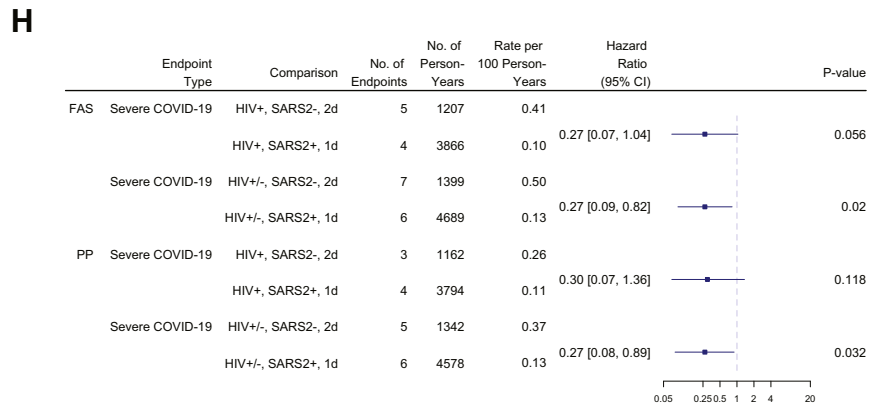 H
No. of Rate per Hazard
Endpoint No. of Person- 100 Person- Ratio
Type Comparison Endpoints Years Years (95% CI) P-value
FAS Severe COVID-19 HIV+, SARS2-, 2d 5 1207 0.41
0.27 [0.07, 1.04] 0.056
HIV+, SARS2+, 1d 4 3866 0.10
Severe COVID-19 HIV+/-, SARS2-, 2d 7 1399 0.50
0.27 [0.09, 0.82] 0.02
HIV+/-, SARS2+, 1d 6 4689 0.13
PP Severe COVID-19 HIV+, SARS2-, 2d 3 1162 0.26
0.30 [0.07, 1.36] 0.118
HIV+, SARS2+, 1d 4 3794 0.11
Severe COVID-19 HIV+/-, SARS2-, 2d 5 1342 0.37
0.27 [0.08, 0.89] 0.032
HIV+/-, SARS2+, 1d 6 4578 0.13
0.05 0.25 0.5 1 2 4 20